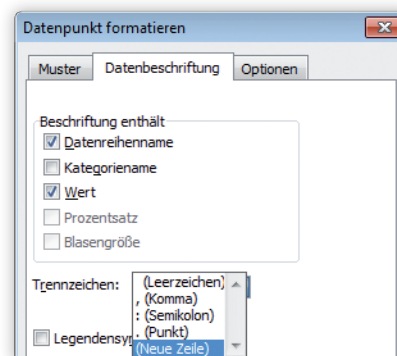 Datenpunkt formatieren
Muster Datenbeschriftung Optionen
Beschriftung enthält
Datenreihenname
Kategoriename
Wert
Prozentsatz
Blasengröße
Trennzeichen: (Leerzeichen)
, (Komma)
: (Semikolon)
. (Punkt)
Legendensy
(Neue Zeile)